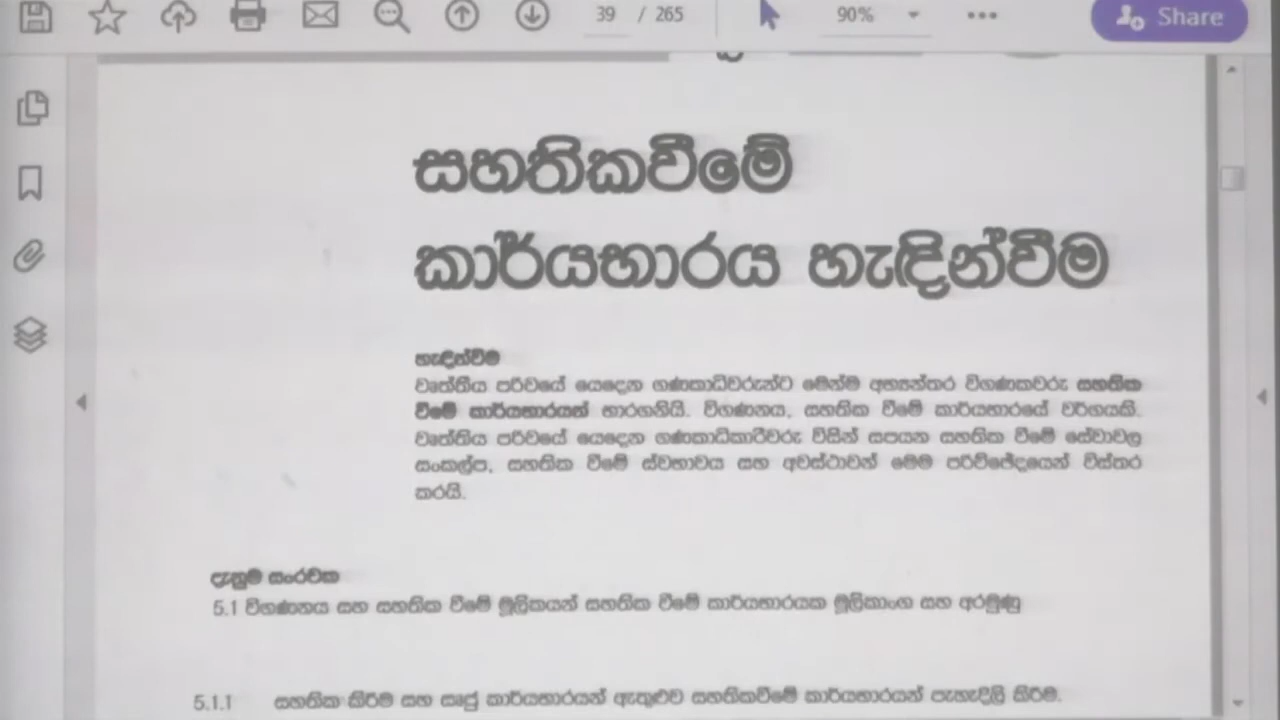 39 / 265
90%
Share
සහතිකවීමේ
කාර්යභාරය හැඳින්වීම
හැඳින්වීම
වෘත්තීය පරිචයේ යෙදෙන ගණකාධිවරුන්ට මෙන්ම අභ්‍යන්තර විගණකවරු සහතික
වීමේ කාර්යභාරයන් භාරගනියි. විගණනය, සහතික වීමේ කාර්යභාරයේ වර්ගයකි.
වෘත්තිය පරිචයේ යෙදෙන ගණකාධිකාරීවරු විසින් සපයන සහතික වීමේ සේවාවල
සංකල්ප, සහතික වීමේ ස්වභාවය සහ අවස්ථාවන් මෙම පරිච්ඡේදයෙන් විස්තර
කරයි.
දැනුම සංරචක
5.1 විගණනය සහ සහතික වීමේ මූලිකයන් සහතික වීමේ කාර්යභාරයක මූලිකාංග සහ අරමුණු
5.1.1 සහතික කිරීම සහ සෘජු කාර්යභාරයන් ඇතුළුව සහතිකවීමේ කාර්යභාරයන් පැහැදිලි කිරීම.